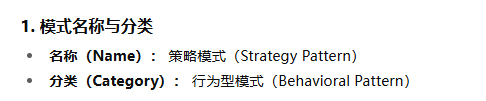 1. 模式名称与分类
• 名称（Name）： 策略模式（Strategy Pattern）
• 分类（Category）： 行为型模式（Behavioral Pattern）